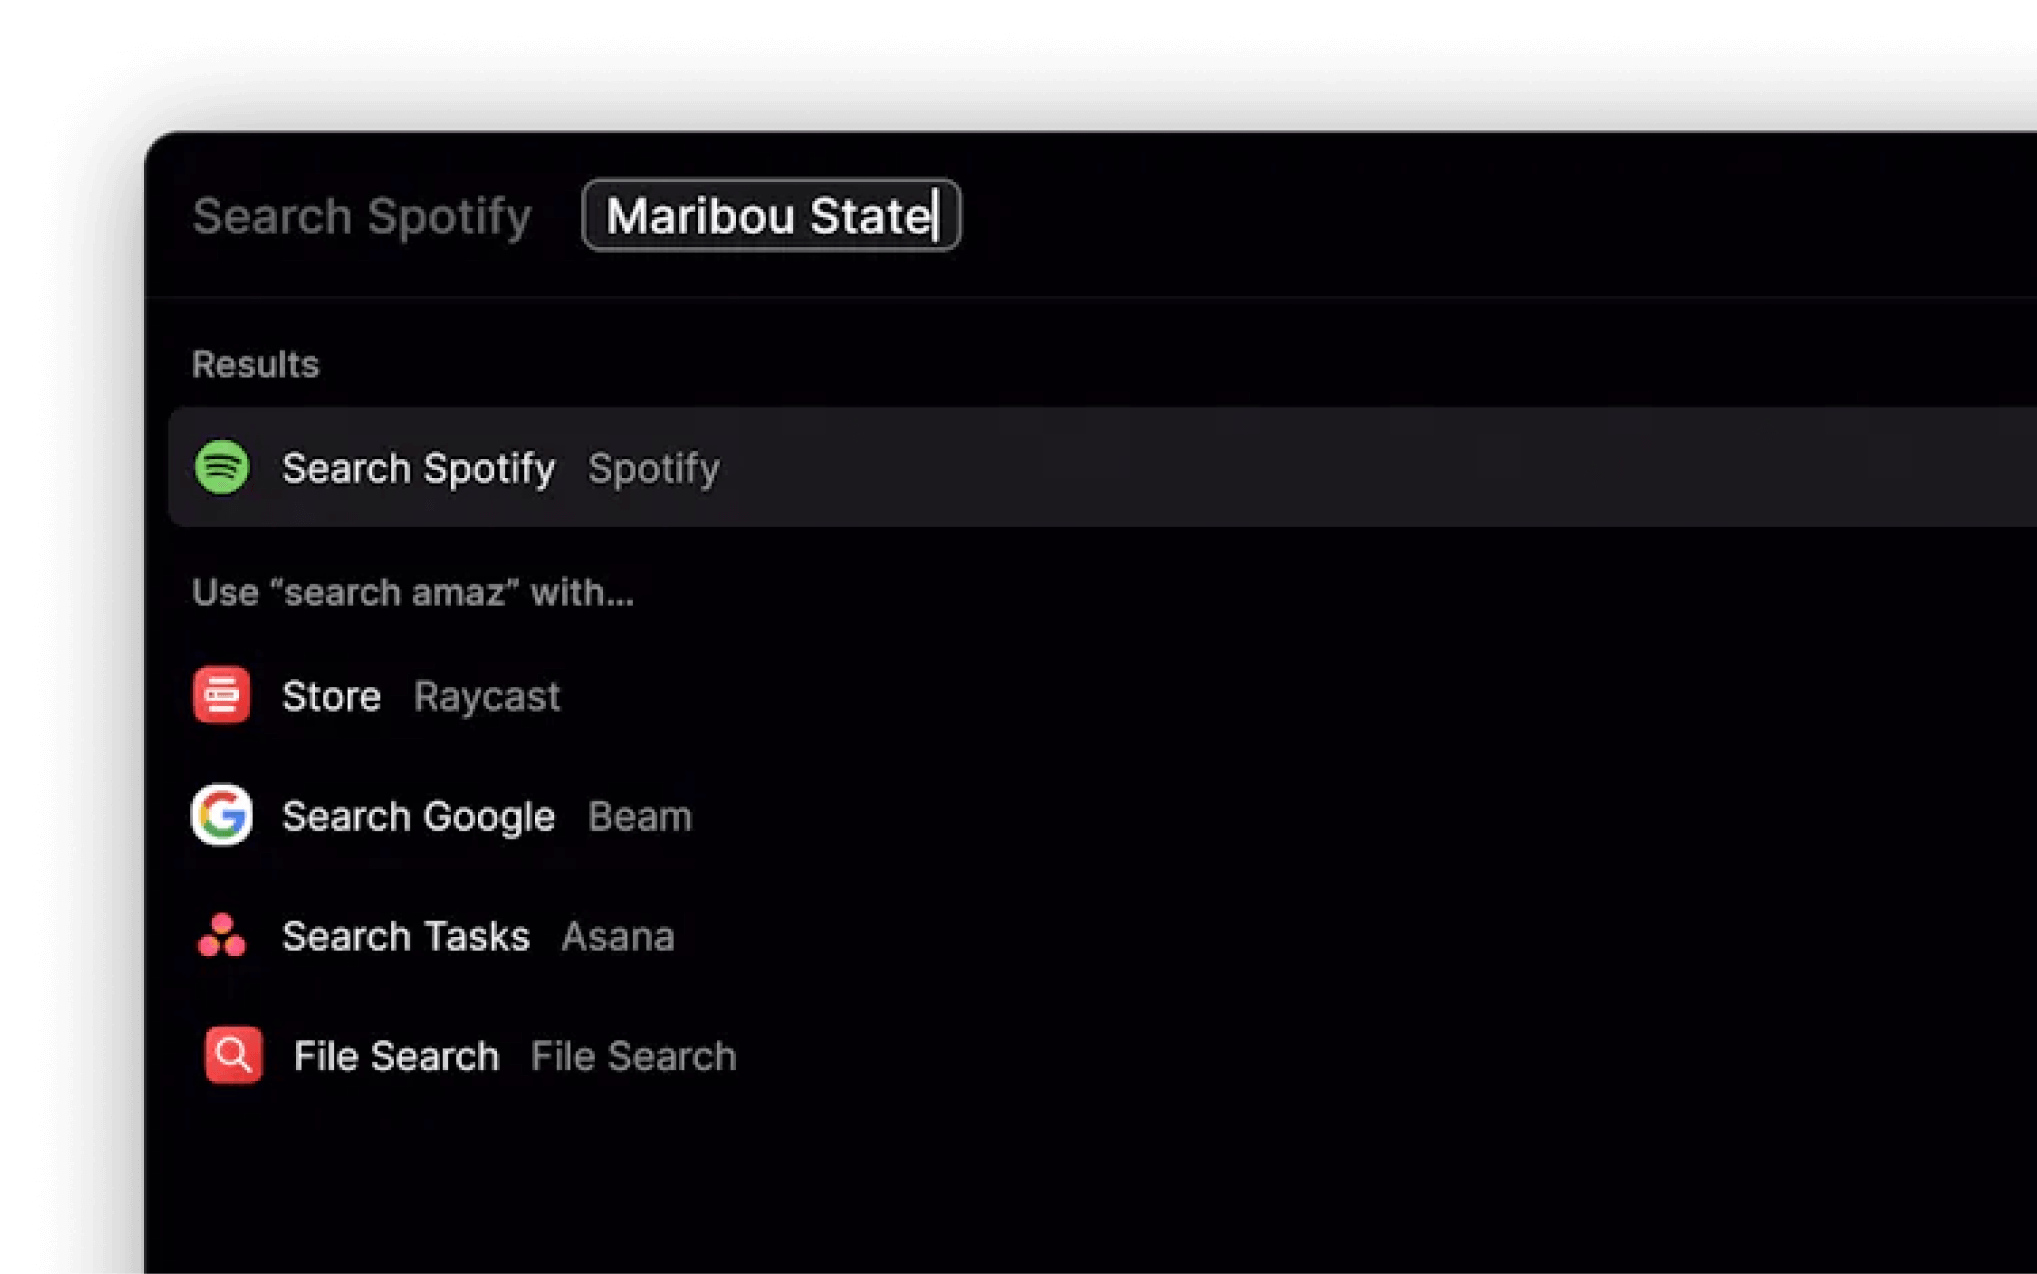 Search Spotify Maribou State
Results
Search Spotify Spotify
Use “search amaz” with...
Store Raycast
Search Google Beam
Search Tasks Asana
File Search File Search